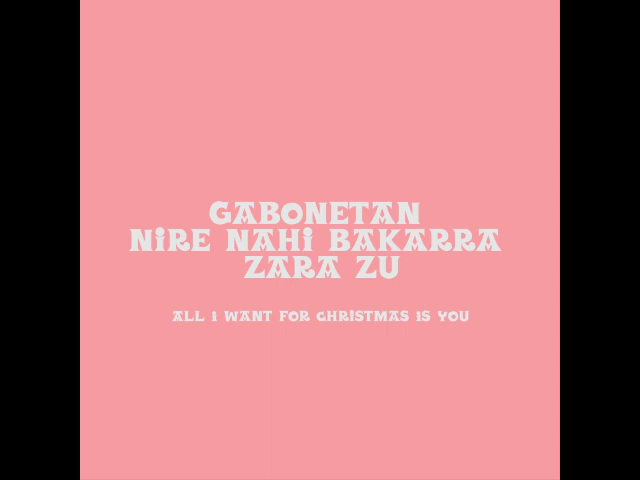 GABONETAN
NiRE NAHi BAKARRA
ZARA ZU
ALL i WANT FOR CHRiSTMAS iS YOU